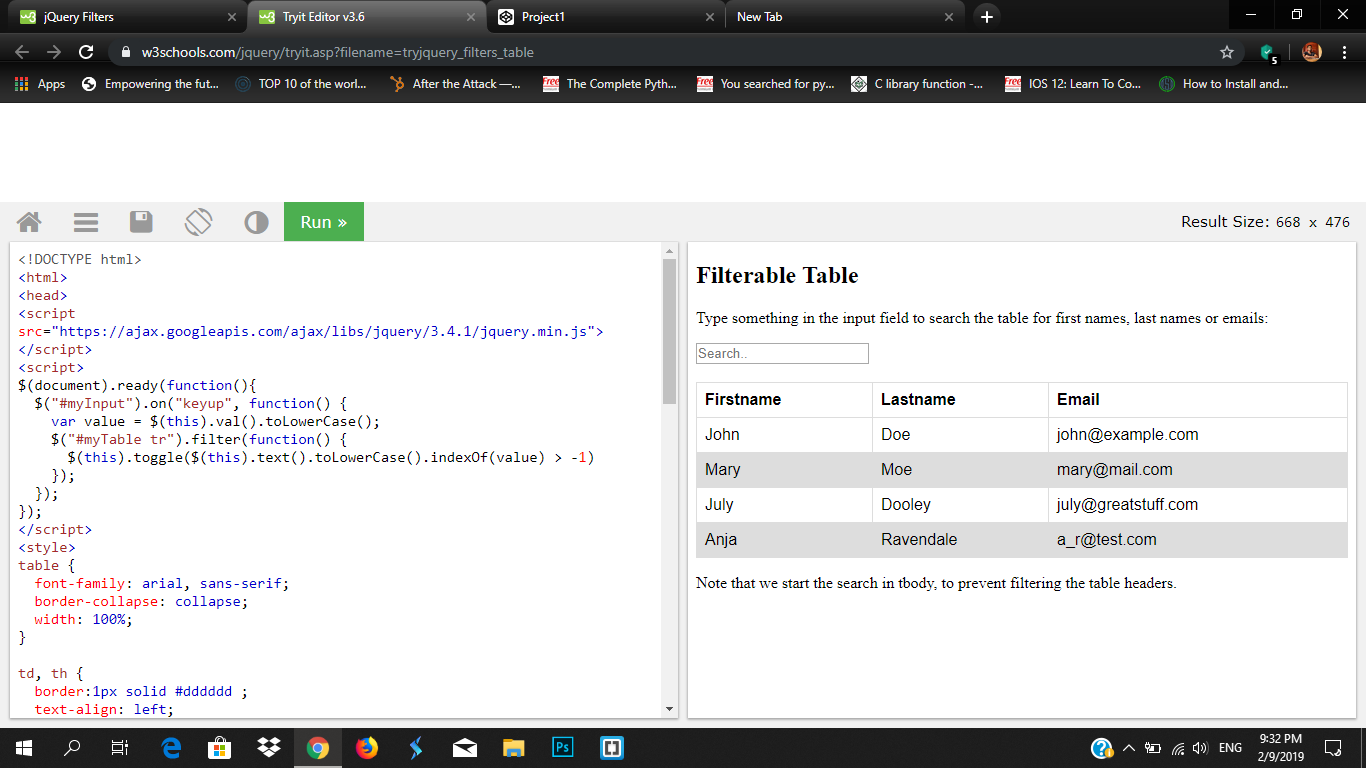 jQuery Filters
Tryit Editor v3.6
Project1
New Tab
w3schools.com/jquery/tryit.asp?filename=tryjquery_filters_table
5
Apps
Empowering the fut...
TOP 10 of the worl...
After the Attack —...
The Complete Pyth...
You searched for py...
C library function -...
IOS 12: Learn To Co...
How to Install and...
Run »
Result Size: 668 x 476
<!DOCTYPE html>
<html>
<head>
<script
src="https://ajax.googleapis.com/ajax/libs/jquery/3.4.1/jquery.min.js">
</script>
<script>
$(document).ready(function(){
  $("#myInput").on("keyup", function() {
    var value = $(this).val().toLowerCase();
    $("#myTable tr").filter(function() {
      $(this).toggle($(this).text().toLowerCase().indexOf(value) > -1)
    });
  });
});
</script>
<style>
table {
  font-family: arial, sans-serif;
  border-collapse: collapse;
  width: 100%;
}
td, th {
  border:1px solid #dddddd ;
  text-align: left;
Filterable Table
Type something in the input field to search the table for first names, last names or emails:
Search..
Firstname Lastname Email
John Doe john@example.com
Mary Moe mary@mail.com
July Dooley july@greatstuff.com
Anja Ravendale a_r@test.com
Note that we start the search in tbody, to prevent filtering the table headers.
Ps
ENG
9:32 PM
2/9/2019